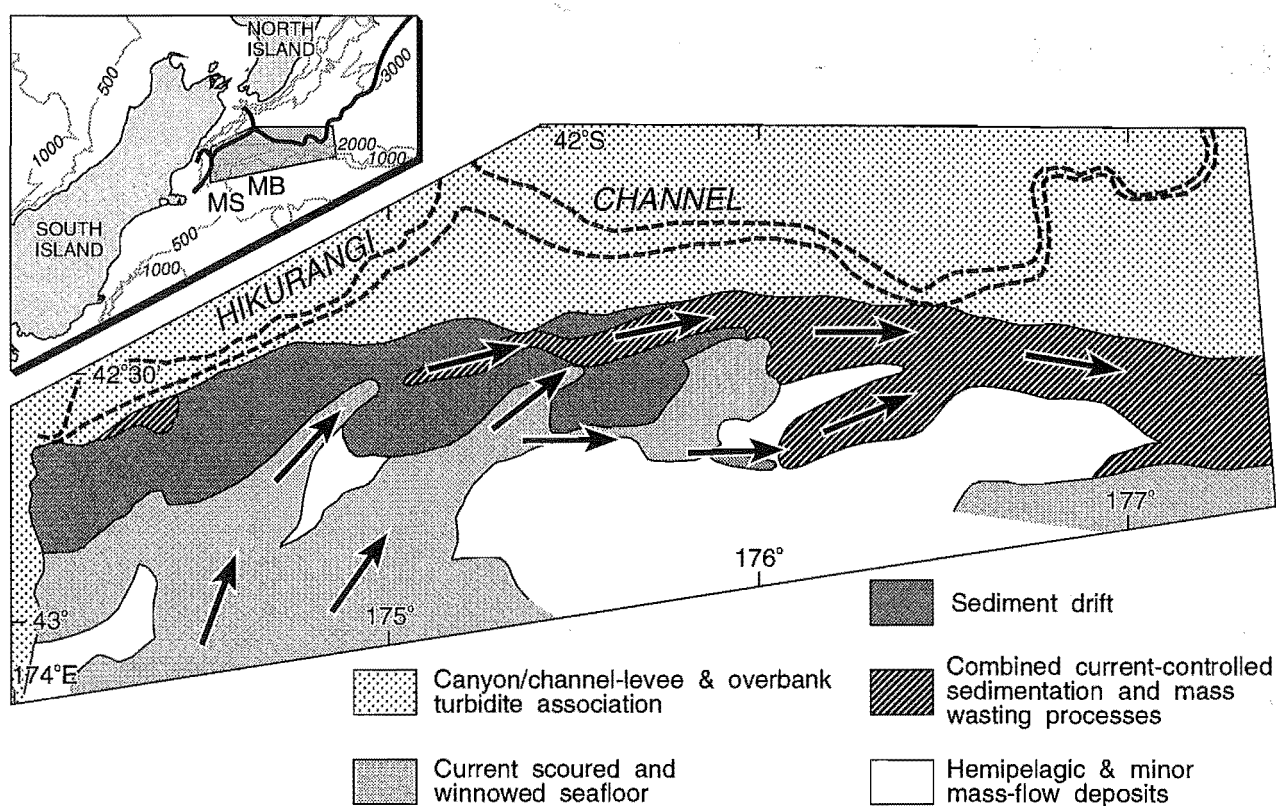 NORTH
ISLAND
500
3000
1000
2000
1000
MB
MS
SOUTH
ISLAND
500
1000
42°S
CHANNEL
HIKURANGI
42°30'
177°
176°
175°
43°
174°E
Sediment drift
Canyon/channel-levee & overbank
turbidite association
Combined current-controlled
sedimentation and mass
wasting processes
Current scoured and
winnowed seafloor
Hemipelagic & minor
mass-flow deposits